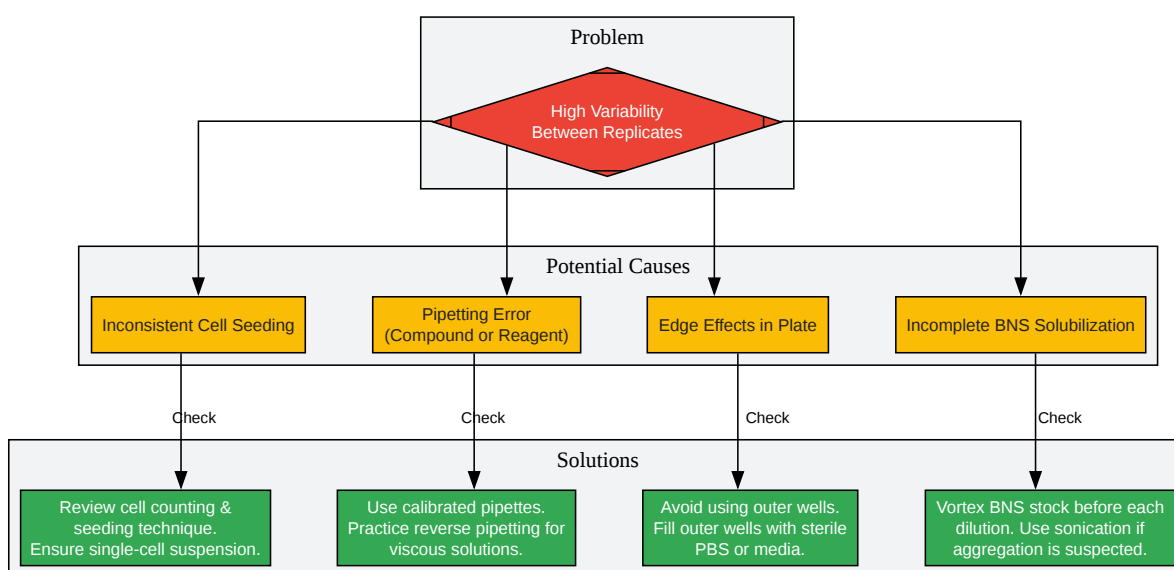 Problem
High Variability
Between Replicates
Potential Causes
Inconsistent Cell Seeding
Pipetting Error
(Compound or Reagent)
Edge Effects in Plate
Incomplete BNS Solubilization
Check
Check
Check
Check
Solutions
Review cell counting &
seeding technique.
Ensure single-cell suspension.
Use calibrated pipettes.
Practice reverse pipetting for
viscous solutions.
Avoid using outer wells.
Fill outer wells with sterile
PBS or media.
Vortex BNS stock before each
dilution. Use sonication if
aggregation is suspected.